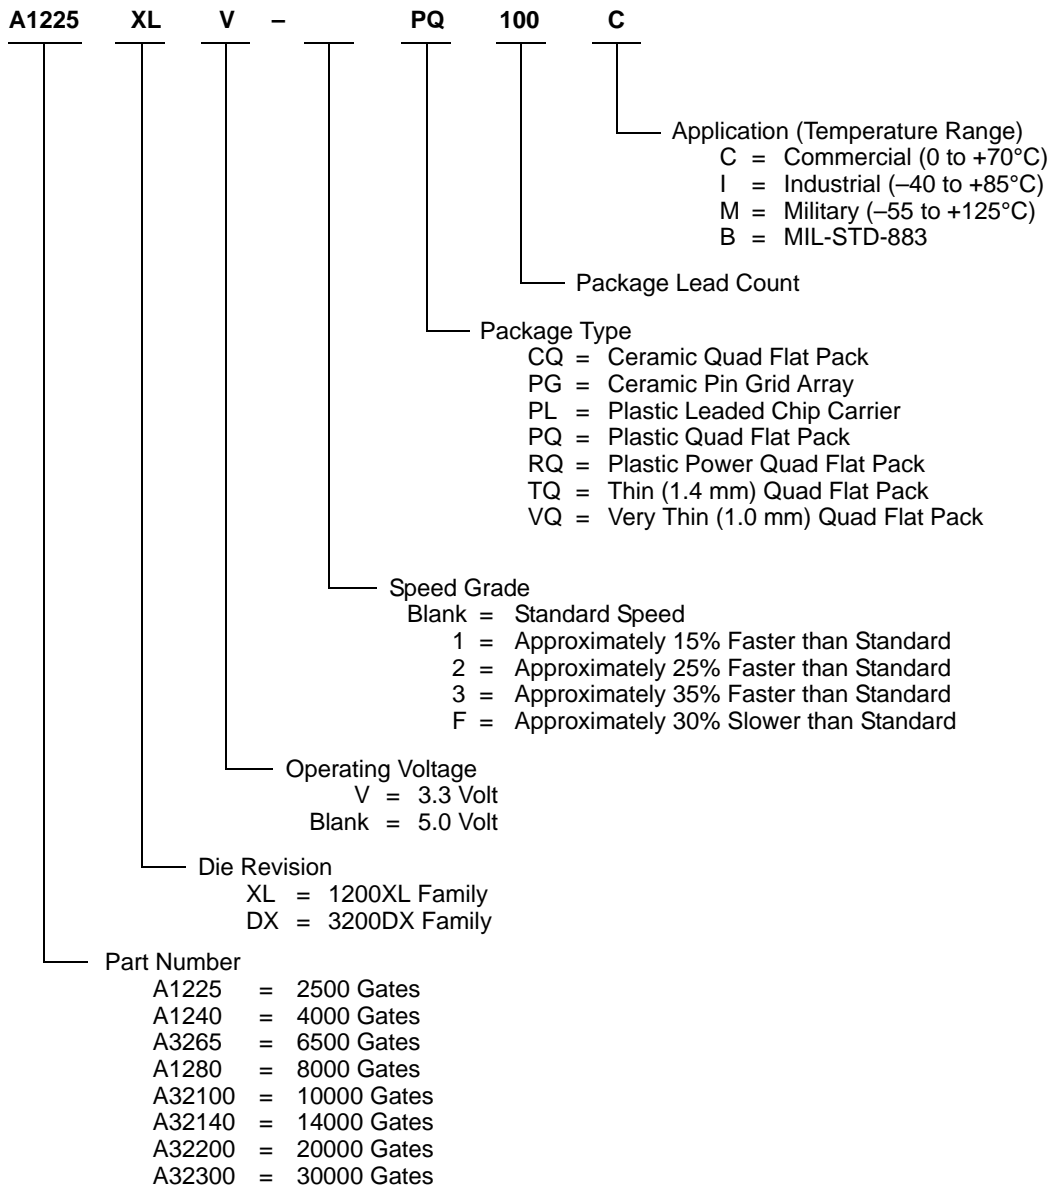 A1225 XL V – PQ 100 C
Application (Temperature Range)
C = Commercial (0 to +70°C)
I = Industrial (–40 to +85°C)
M = Military (–55 to +125°C)
B = MIL-STD-883
Package Lead Count
Package Type
CQ = Ceramic Quad Flat Pack
PG = Ceramic Pin Grid Array
PL = Plastic Leaded Chip Carrier
PQ = Plastic Quad Flat Pack
RQ = Plastic Power Quad Flat Pack
TQ = Thin (1.4 mm) Quad Flat Pack
VQ = Very Thin (1.0 mm) Quad Flat Pack
Speed Grade
Blank = Standard Speed
1 = Approximately 15% Faster than Standard
2 = Approximately 25% Faster than Standard
3 = Approximately 35% Faster than Standard
F = Approximately 30% Slower than Standard
Operating Voltage
V = 3.3 Volt
Blank = 5.0 Volt
Die Revision
XL = 1200XL Family
DX = 3200DX Family
Part Number
A1225 = 2500 Gates
A1240 = 4000 Gates
A3265 = 6500 Gates
A1280 = 8000 Gates
A32100 = 10000 Gates
A32140 = 14000 Gates
A32200 = 20000 Gates
A32300 = 30000 Gates